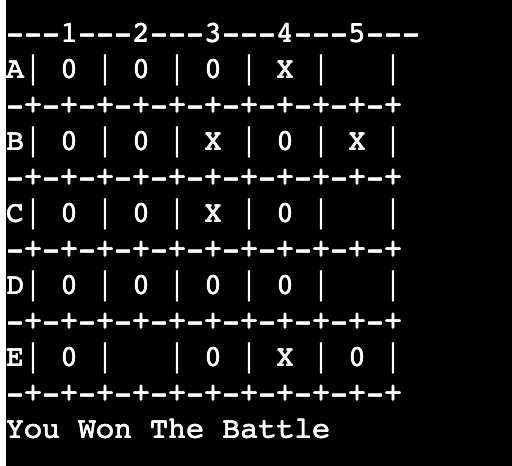 ---1---2---3---4---5---
A| 0 | 0 | 0 | X |   |
-+-+-+-+-+-+-+-+-+-+-+
B| 0 | 0 | X | 0 | X |
-+-+-+-+-+-+-+-+-+-+-+
C| 0 | 0 | X | 0 |   |
-+-+-+-+-+-+-+-+-+-+-+
D| 0 | 0 | 0 | 0 |   |
-+-+-+-+-+-+-+-+-+-+-+
E| 0 |   | 0 | X | 0 |
-+-+-+-+-+-+-+-+-+-+-+
You Won The Battle